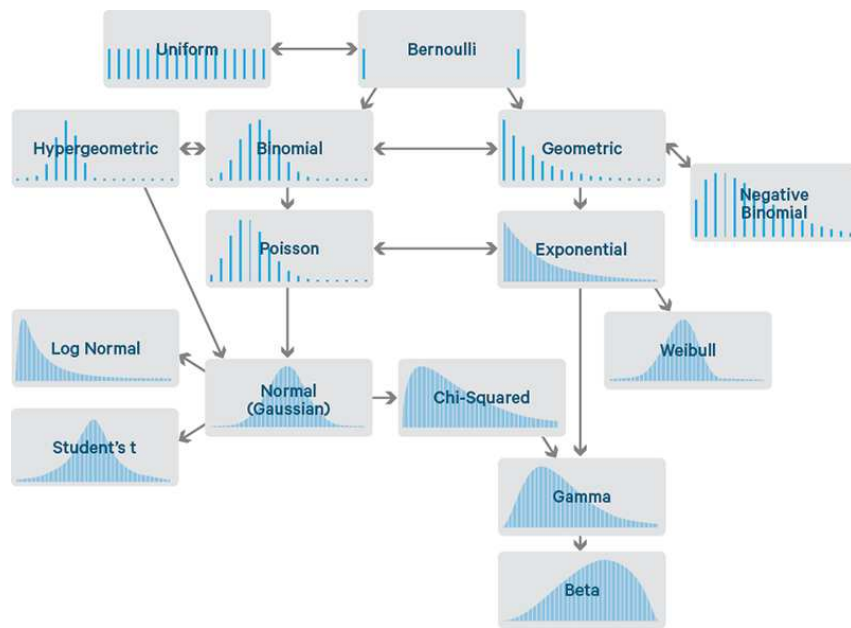 Uniform
Bernoulli
Hypergeometric
Binomial
Geometric
Negative
Binomial
Poisson
Exponential
Log Normal
Weibull
Normal
(Gaussian)
Chi-Squared
Student's t
Gamma
Beta